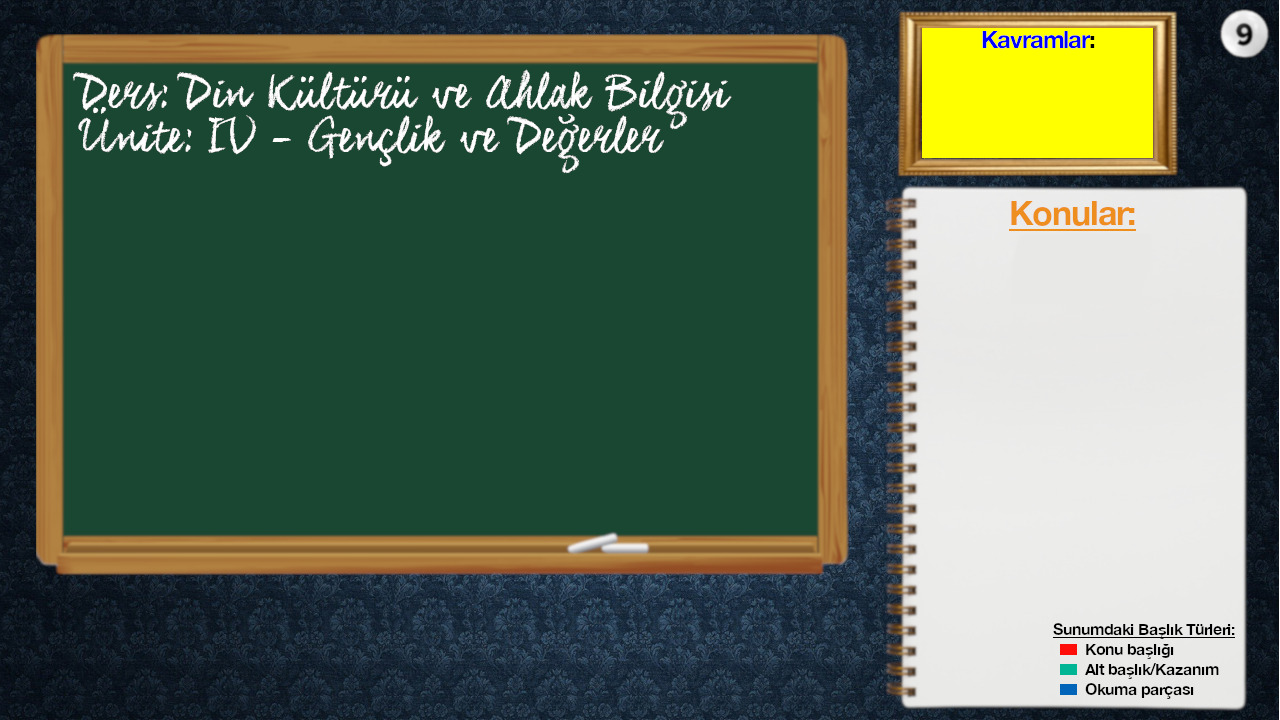 Ders: Din Kültürü ve Ahlak Bilgisi
Ünite: IV - Gençlik ve Değerler
Kavramlar:
9
Konular:
Sunumdaki Başlık Türleri:
Konu başlığı
Alt başlık/Kazanım
Okuma parçası